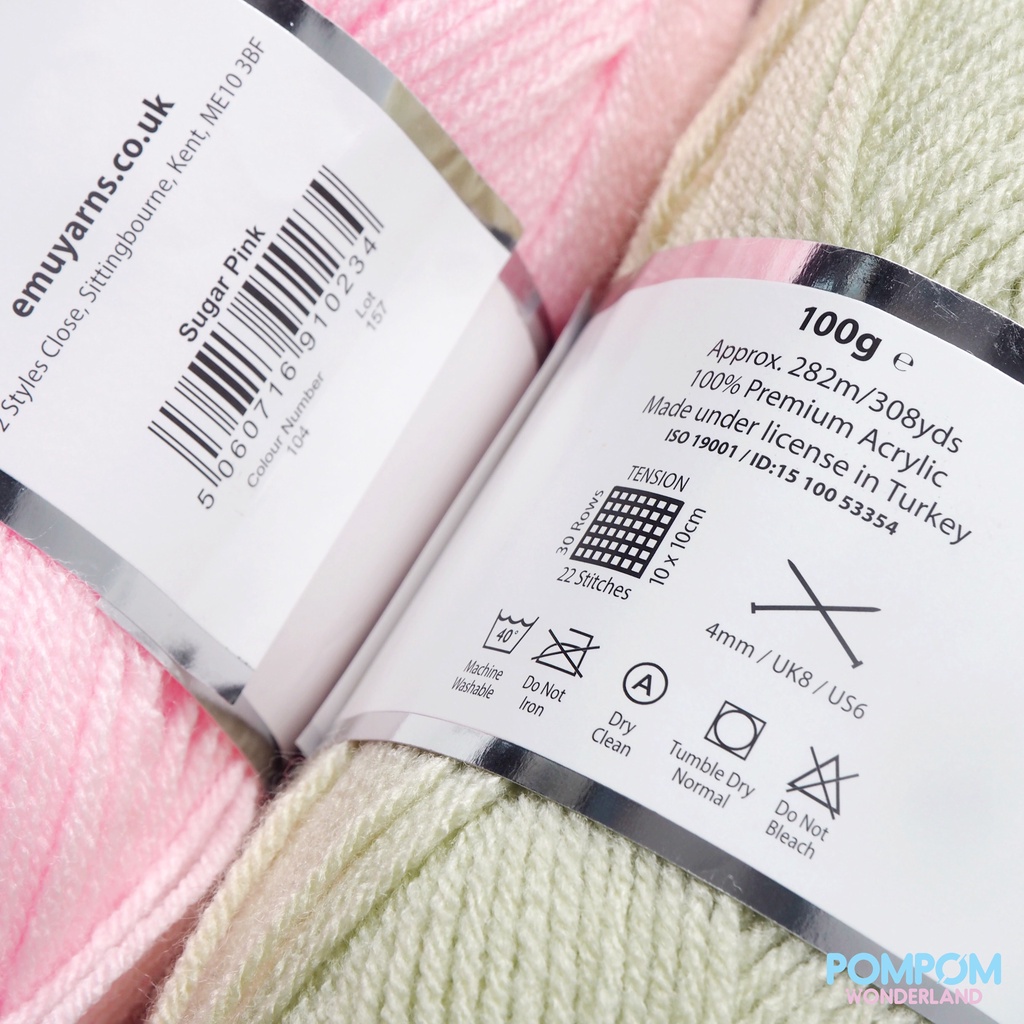 emuyarns.co.uk
2 Styles Close, Sittingbourne, Kent, ME10 3BF
Sugar Pink
5 060716 910234
Colour Number
104
Lot
157
100g ℮
Approx. 282m/308yds
100% Premium Acrylic
Made under license in Turkey
ISO 19001 / ID:15 100 53354
TENSION
30 Rows
10 x 10cm
22 Stitches
4mm / UK8 / US6
40°
Machine
Washable
Do Not
Iron
A
Dry
Clean
Tumble Dry
Normal
Do Not
Bleach
POMPOM
WONDERLAND